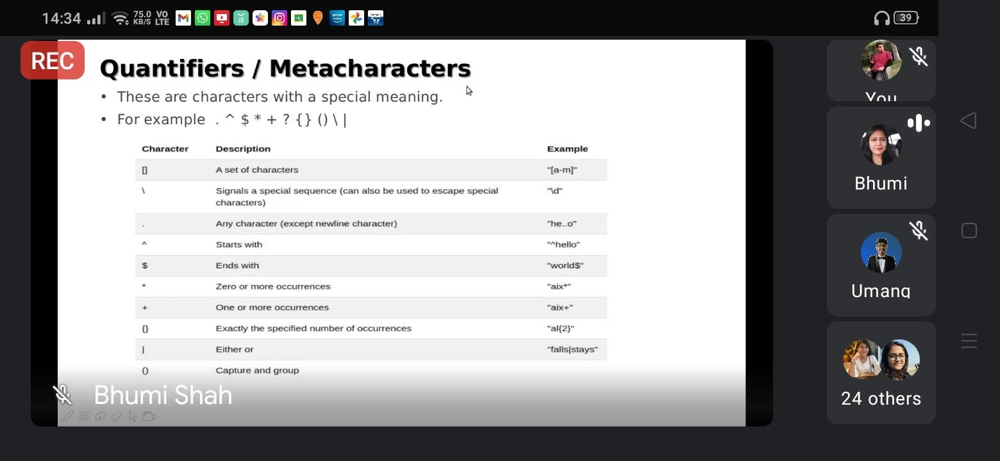 14:34 75.0 KB/S VO LTE 39
REC
Quantifiers / Metacharacters
• These are characters with a special meaning.
• For example . ^ $ * + ? {} () \ |
Character Description Example
[] A set of characters "[a-m]"
\ Signals a special sequence (can also be used to escape special
characters) "\d"
. Any character (except newline character) "he..o"
^ Starts with "^hello"
$ Ends with "world$"
* Zero or more occurrences "aix*"
+ One or more occurrences "aix+"
{} Exactly the specified number of occurrences "al{2}"
| Either or "falls|stays"
() Capture and group
Bhumi Shah
You
Bhumi
Umang
24 others